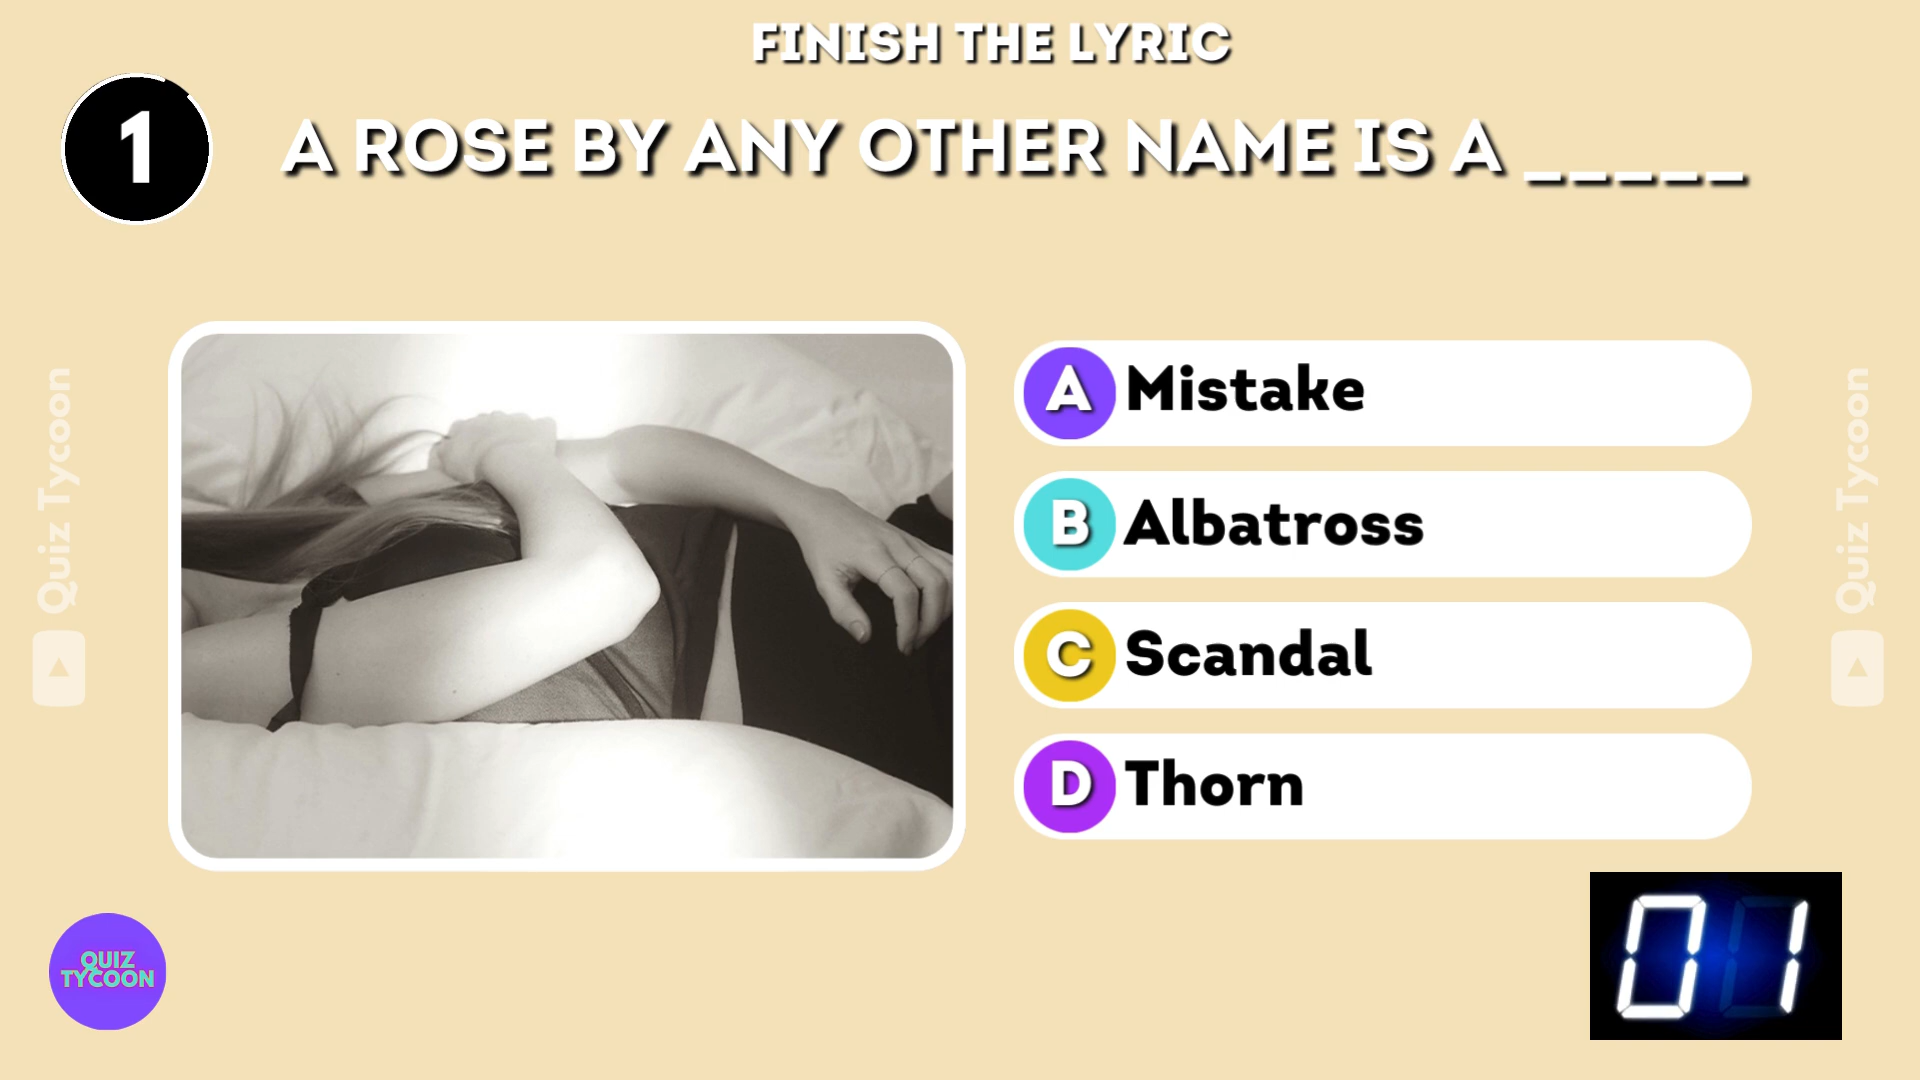 FINISH THE LYRIC
1
A ROSE BY ANY OTHER NAME IS A _____
A Mistake
B Albatross
C Scandal
D Thorn
Quiz Tycoon
Quiz Tycoon
QUIZ
TYCOON
01